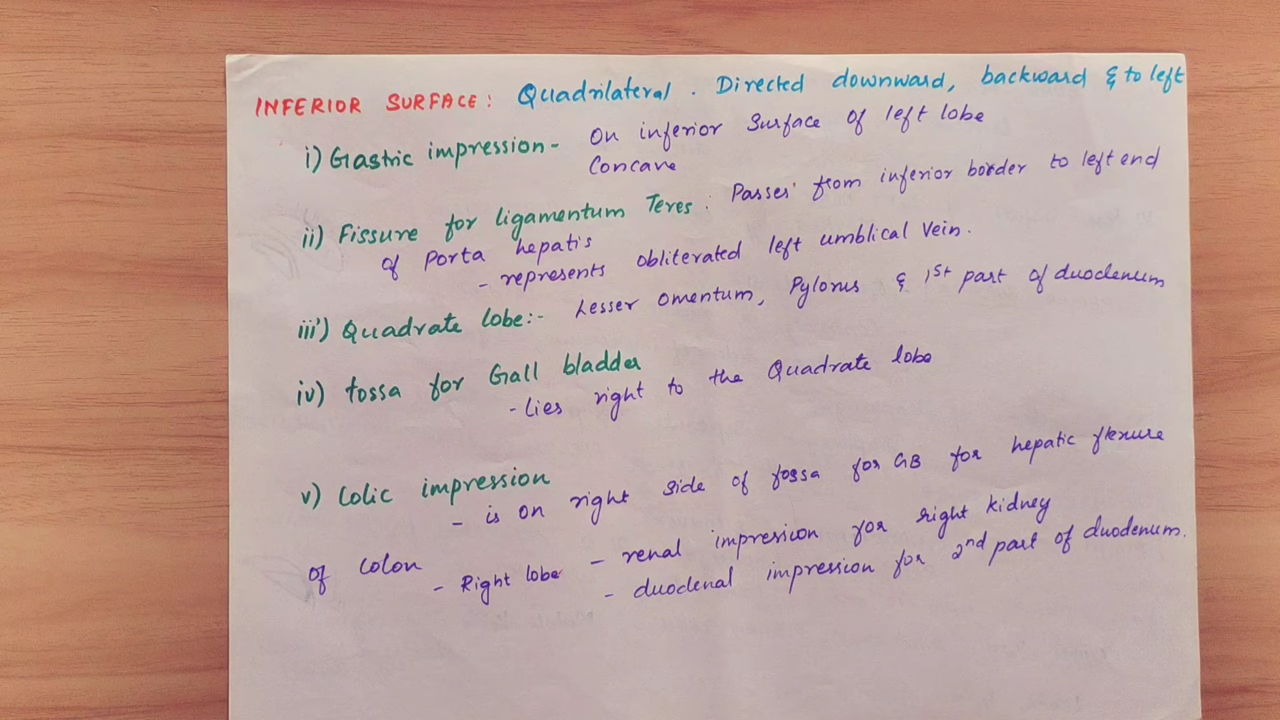 INFERIOR SURFACE: Quadrilateral. Directed downward, backward & to left
i) Gastric impression - On inferior Surface of left lobe
Concave
ii) Fissure for ligamentum Teres: Passes from inferior border to left end
of Porta hepatis
- represents obliterated left umblical vein.
iii) Quadrate lobe:- Lesser omentum, Pylorus & 1st part of duodenum
iv) fossa for Gall bladder
- Lies right to the Quadrate lobe
v) Colic impression
- is on right side of fossa for GB for hepatic flexure
of colon
- Right lobe - renal impression for right kidney
- duodenal impression for 2nd part of duodenum.